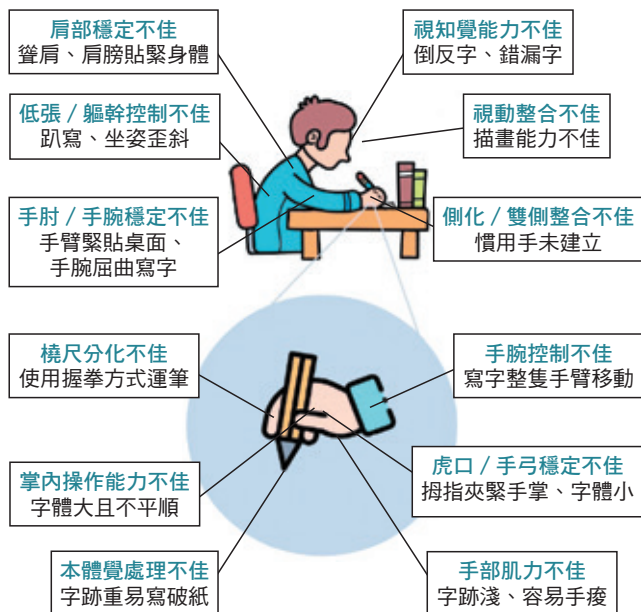 肩部穩定不佳
聳肩、肩膀貼緊身體
視知覺能力不佳
倒反字、錯漏字
低張 / 軀幹控制不佳
趴寫、坐姿歪斜
視動整合不佳
描畫能力不佳
手肘 / 手腕穩定不佳
手臂緊貼桌面、
手腕屈曲寫字
側化 / 雙側整合不佳
慣用手未建立
橈尺分化不佳
使用握拳方式運筆
手腕控制不佳
寫字整隻手臂移動
掌內操作能力不佳
字體大且不平順
虎口 / 手弓穩定不佳
拇指夾緊手掌、字體小
本體覺處理不佳
字跡重易寫破紙
手部肌力不佳
字跡淺、容易手痠